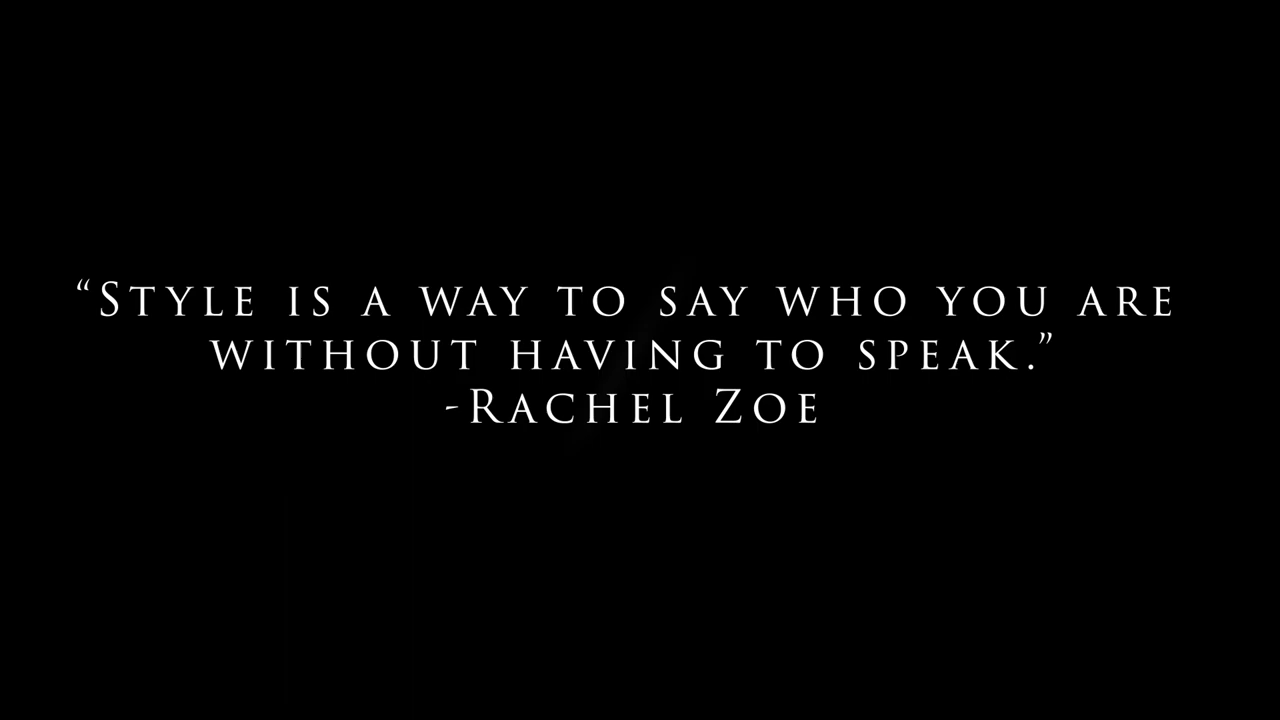 “Style is a way to say who you are
without having to speak.”
-Rachel Zoe